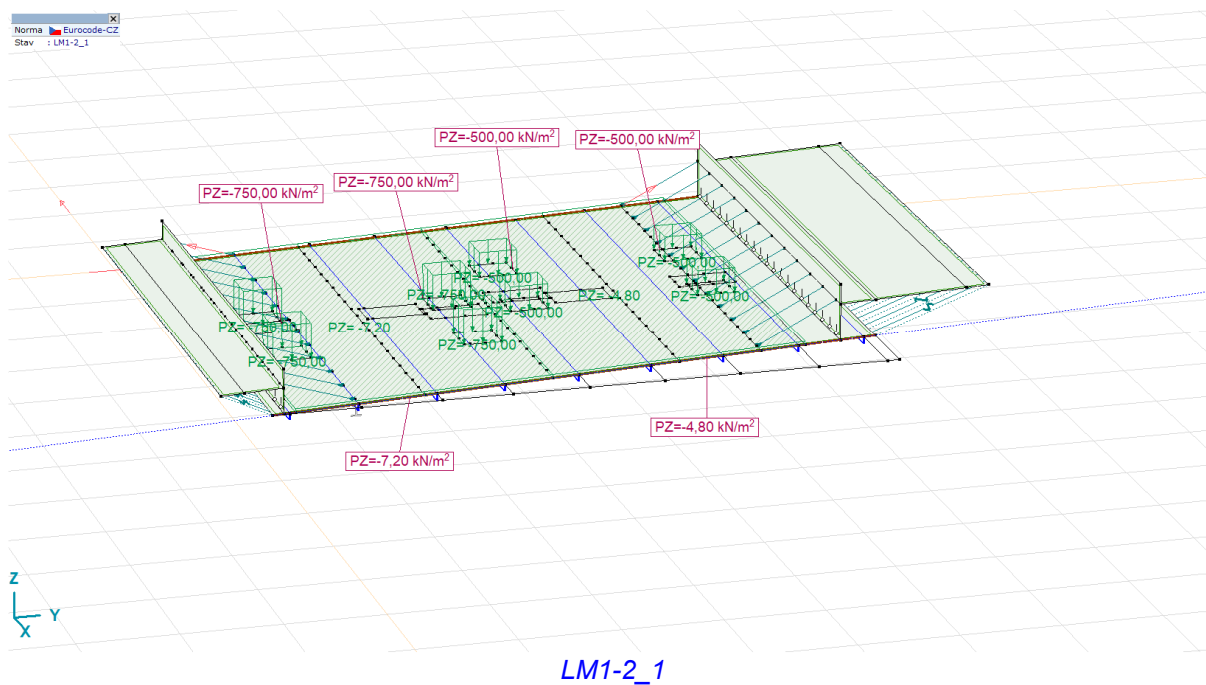 Norma Eurocode-CZ
Stav : LM1-2_1
PZ=-500,00 kN/m²
PZ=-500,00 kN/m²
PZ=-750,00 kN/m²
PZ=-750,00 kN/m²
PZ=-500,00
PZ=-500,00
PZ=-750,00
PZ=-4,80
PZ=-500,00
PZ=-500,00
PZ=-750,00
PZ= -7,20
PZ=-750,00
PZ=-750,00
PZ=-4,80 kN/m²
PZ=-7,20 kN/m²
Z
Y
X
LM1-2_1